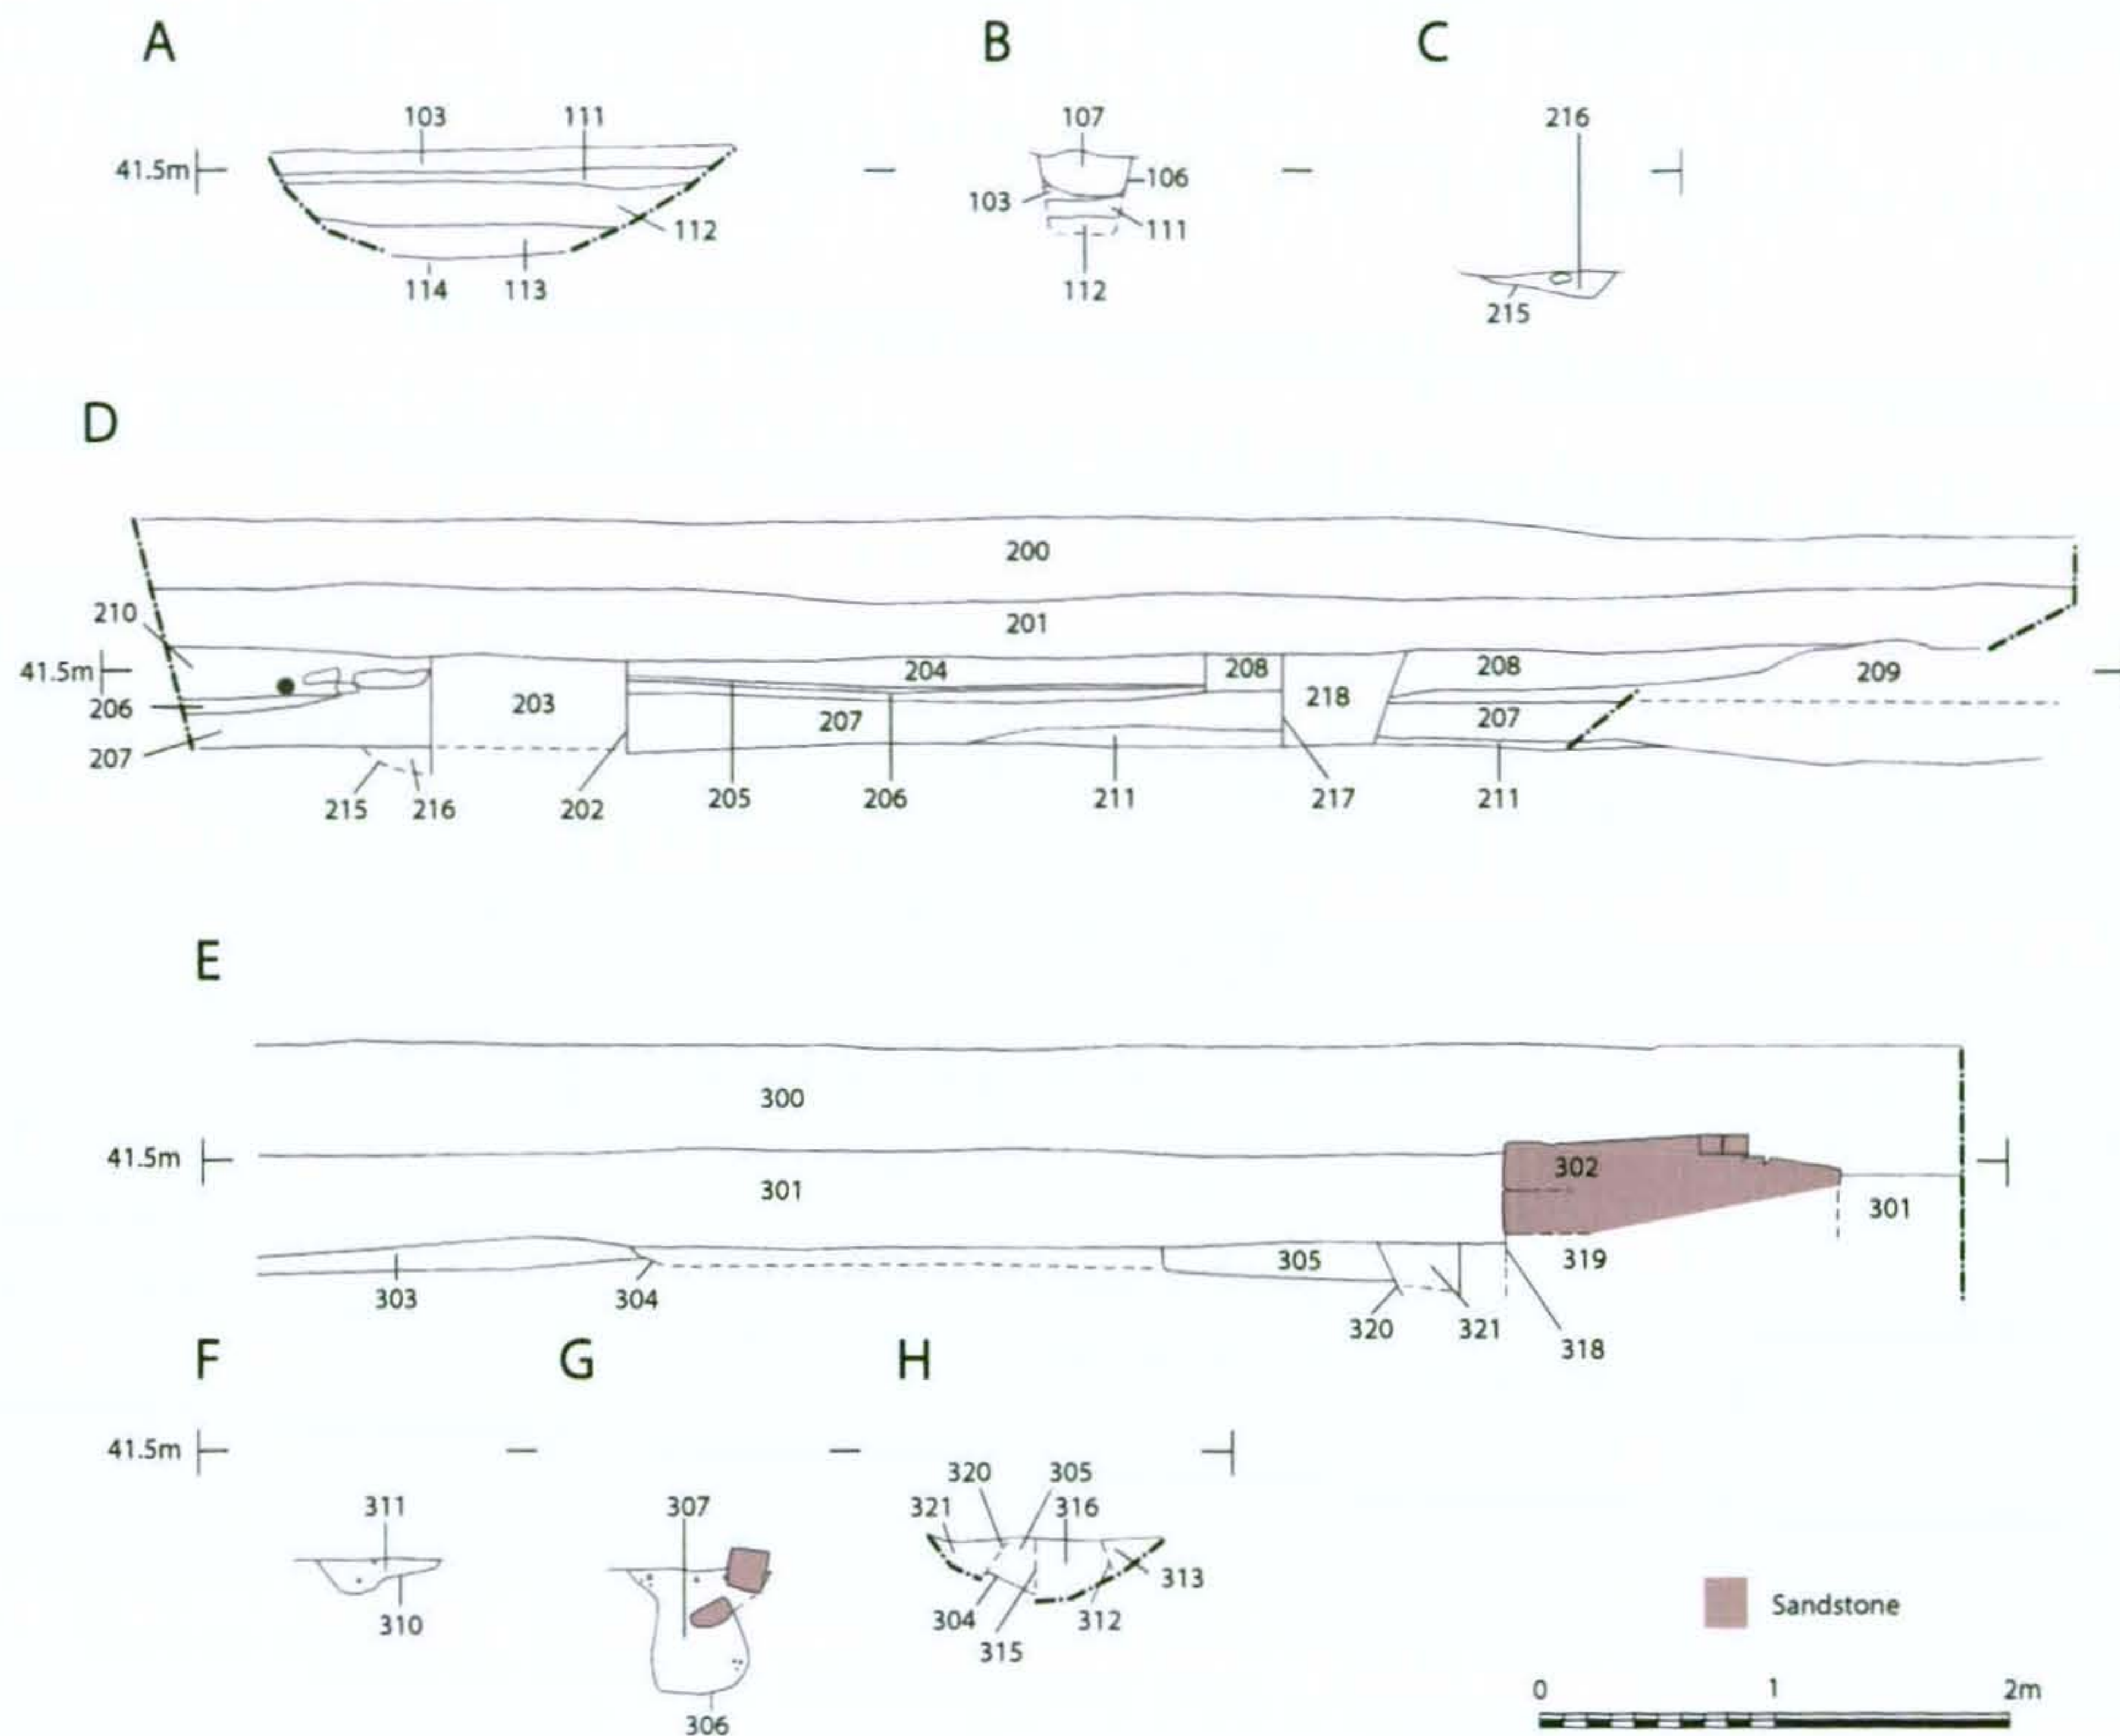 A B C
103 111 107 216
41.5m
106
103
112 111
114 113 112 215
D
200
210 201
41.5m 204 208 208 209
206 203 218
207 207
207
215 216 202 205 206 211 217 211
E
300
41.5m 302
301 301
305 319
303 304
320 321
318
F G H
41.5m
320 305
311 307 321 316
313
310 304 312
315
Sandstone
0 1 2m
306